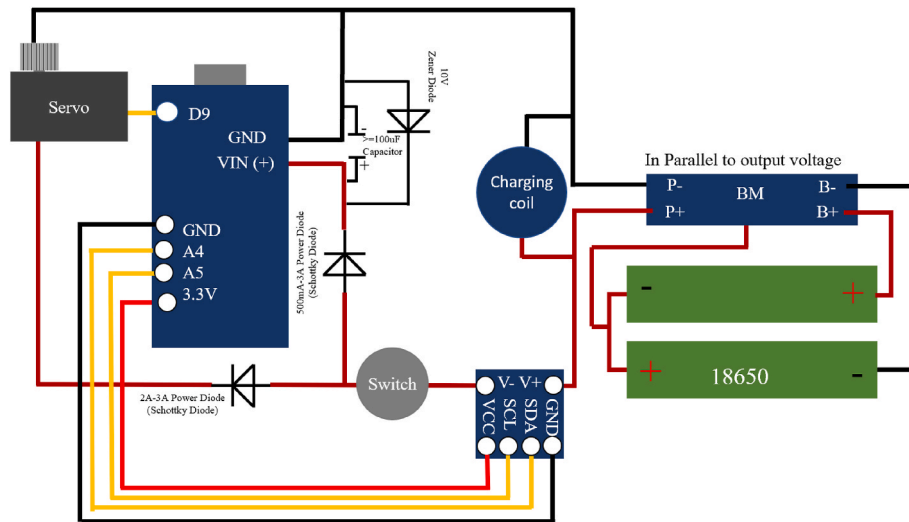 Servo
D9
GND
VIN (+)
-
>=100nF
Capacitor
+
10V
Zener Diode
Charging
coil
In Parallel to output voltage
P-
BM
B-
P+
B+
GND
A4
A5
3.3V
500mA-3A Power Diode
(Schottky Diode)
-
+
+
18650
-
Switch
2A-3A Power Diode
(Schottky Diode)
V- V+
VCC
SCL
SDA
GND